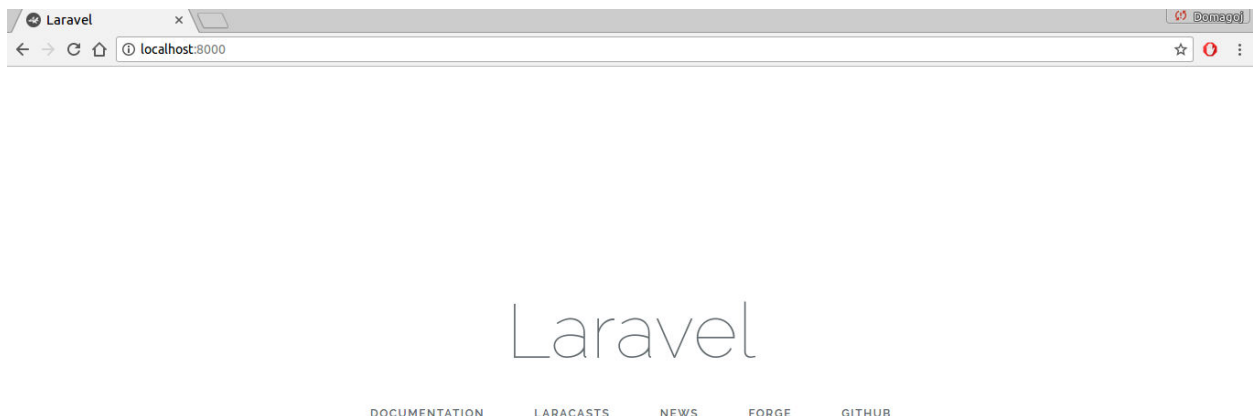 Laravel
Domagoj
localhost:8000
Laravel
DOCUMENTATION LARACASTS NEWS FORGE GITHUB